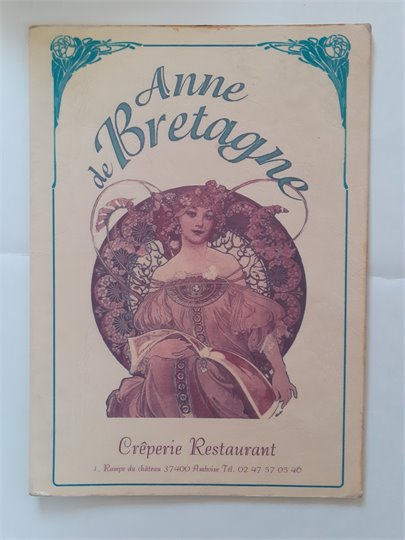 Anne
de Bretagne
Crêperie Restaurant
1, Rampe du château 37400 Amboise Tél. 02 47 57 05 46